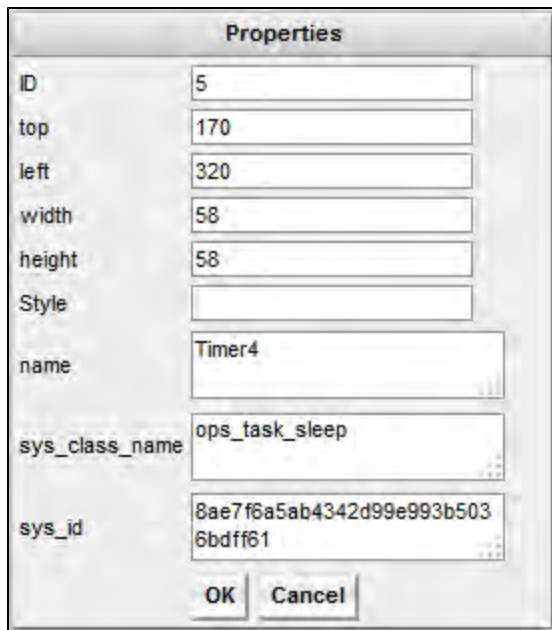 Properties
ID 5
top 170
left 320
width 58
height 58
Style
name Timer4
sys_class_name ops_task_sleep
sys_id 8ae7f6a5ab4342d99e993b503
6bdff61
OK Cancel